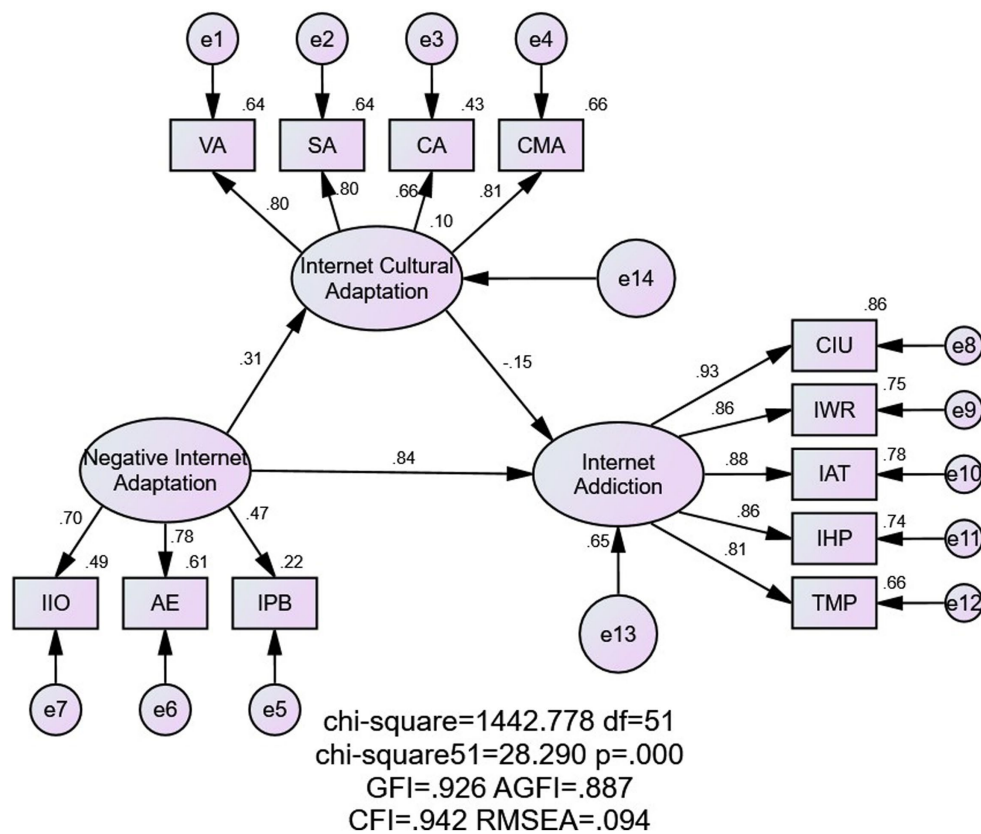 e1 e2 e3 e4
.64 .64 .43 .66
VA SA CA CMA
.80 .80 .66 .81
.10
Internet Cultural
Adaptation
e14
.31
-.15
Negative Internet
Adaptation
.84
Internet
Addiction
.65
e13
.93
.86
.88
.86
.81
.86
CIU e8
.75
IWR e9
.78
IAT e10
.74
IHP e11
.66
TMP e12
.70 .78 .47
.49 .61 .22
IIO AE IPB
e7 e6 e5
chi-square=1442.778 df=51
chi-square51=28.290 p=.000
GFI=.926 AGFI=.887
CFI=.942 RMSEA=.094